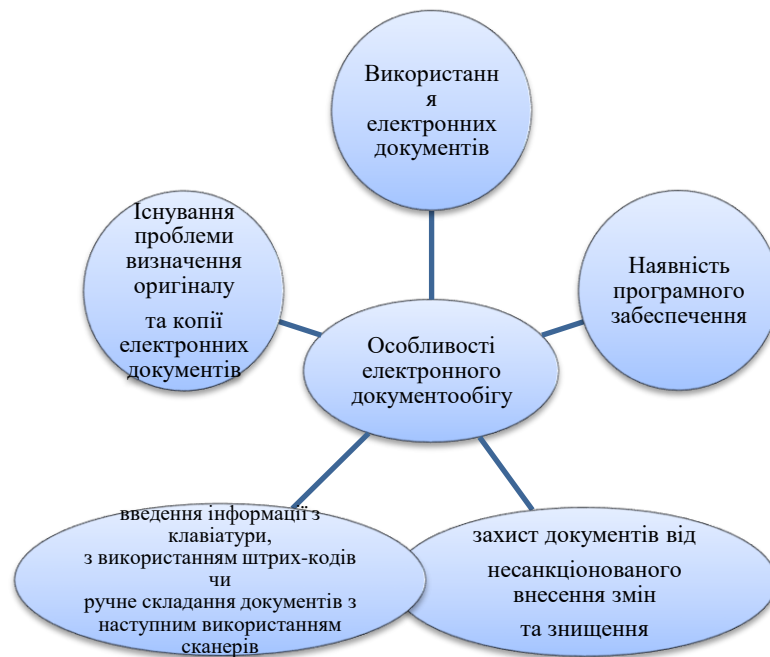 Використанн
я
електронних
документів
Існування
проблеми
визначення
оригіналу
та копії
електронних
документів
Наявність
програмного
забеспечення
Особливості
електронного
документообігу
введення інформації з
клавіатури,
з використанням штрих-кодів
чи
ручне складання документів з
наступним використанням
сканерів
захист документів від
несанкціонованого
внесення змін
та знищення